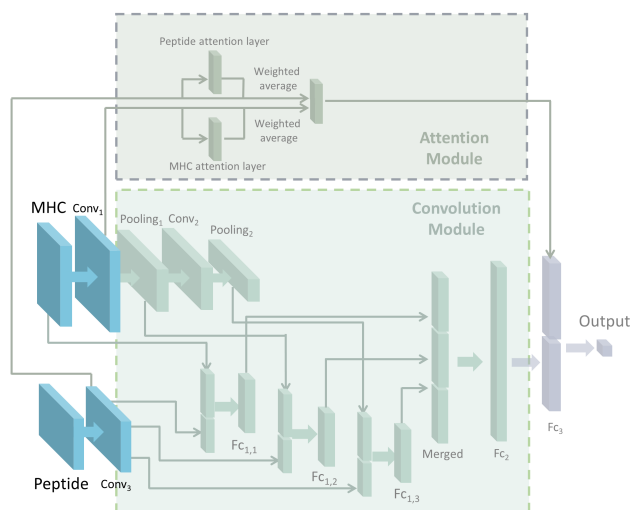 Peptide attention layer
Weighted
average
Weighted
average
MHC attention layer
Attention
Module
MHC
Conv1
Pooling1
Conv2
Pooling2
Convolution
Module
Output
Fc1,1
Fc1,2
Fc1,3
Merged
Fc2
Fc3
Peptide
Conv3